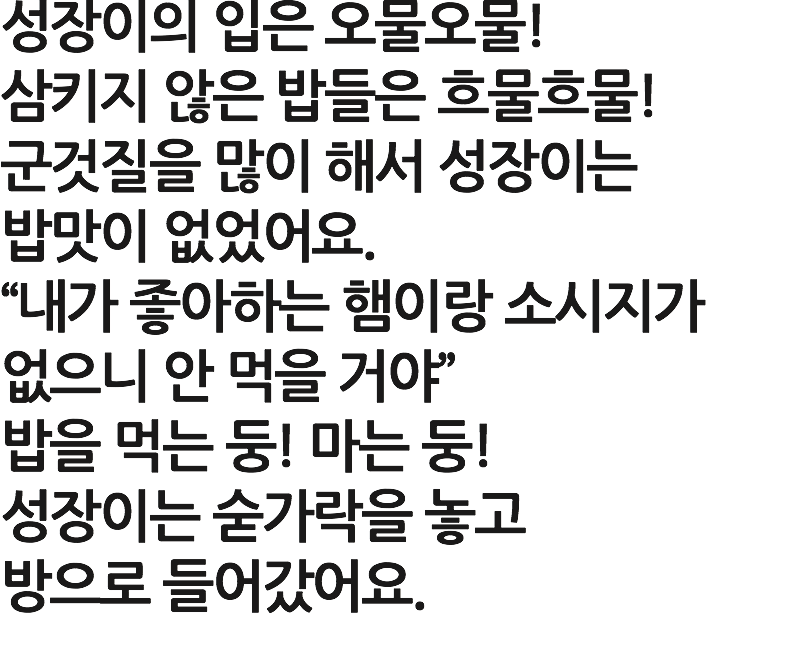 성장이의 입은 오물오물!
삼키지 않은 밥들은 흐물흐물!
군것질을 많이 해서 성장이는
밥맛이 없었어요.
“내가 좋아하는 햄이랑 소시지가
없으니 안 먹을 거야”
밥을 먹는 둥! 마는 둥!
성장이는 숟가락을 놓고
방으로 들어갔어요.